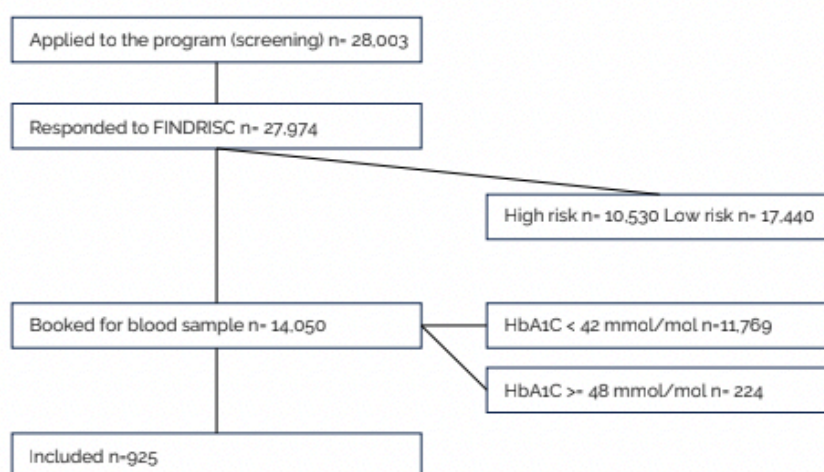 Applied to the program (screening) n= 28,003
Responded to FINDRISC n= 27,974
High risk n= 10,530 Low risk n= 17,440
Booked for blood sample n= 14,050
HbA1C < 42 mmol/mol n=11,769
HbA1C >= 48 mmol/mol n= 224
Included n=925